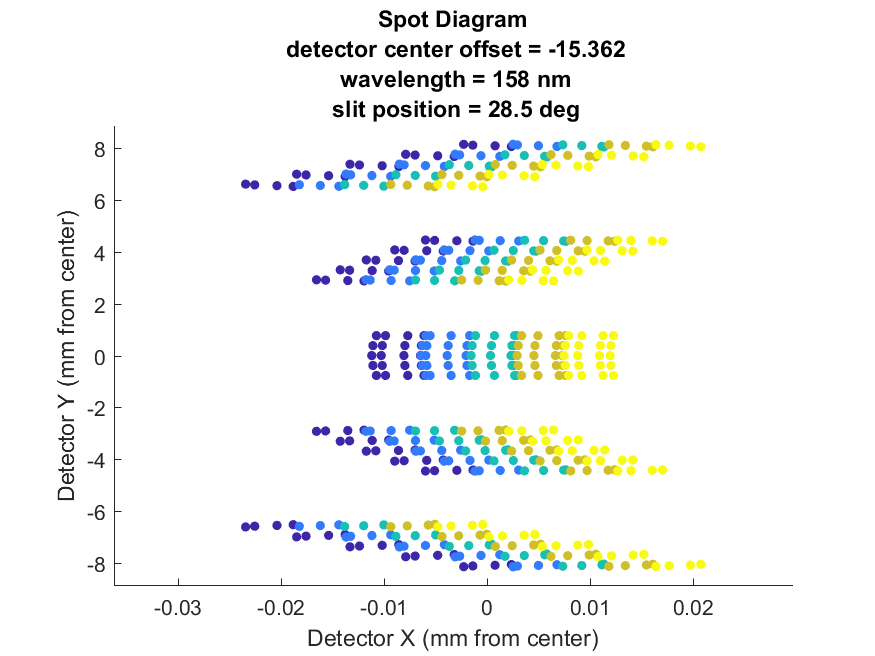 Spot Diagram
detector center offset = -15.362
wavelength = 158 nm
slit position = 28.5 deg
8
6
4
2
0
-2
-4
-6
-8
Detector Y (mm from center)
-0.03
-0.02
-0.01
0
0.01
0.02
Detector X (mm from center)